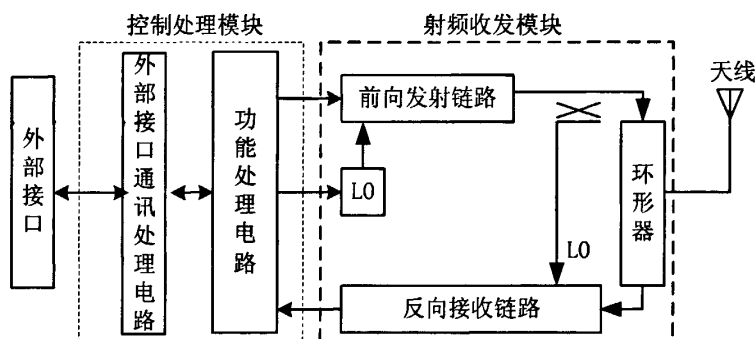 控制处理模块
射频收发模块
天线
外部接口
外部接口通讯处理电路
功能处理电路
前向发射链路
LO
环形器
LO
反向接收链路